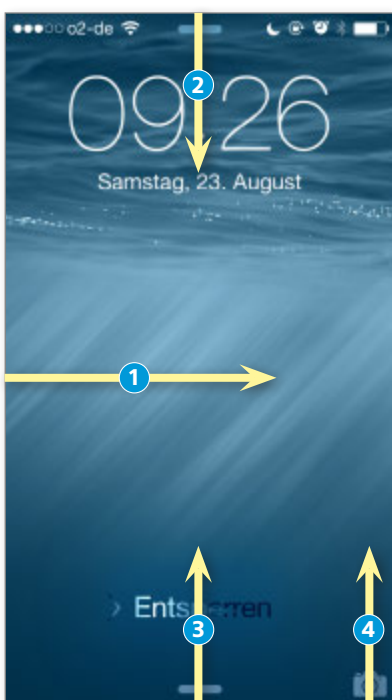 o2-de
2
09:26
Samstag, 23. August
1
› Entsperren
3
4